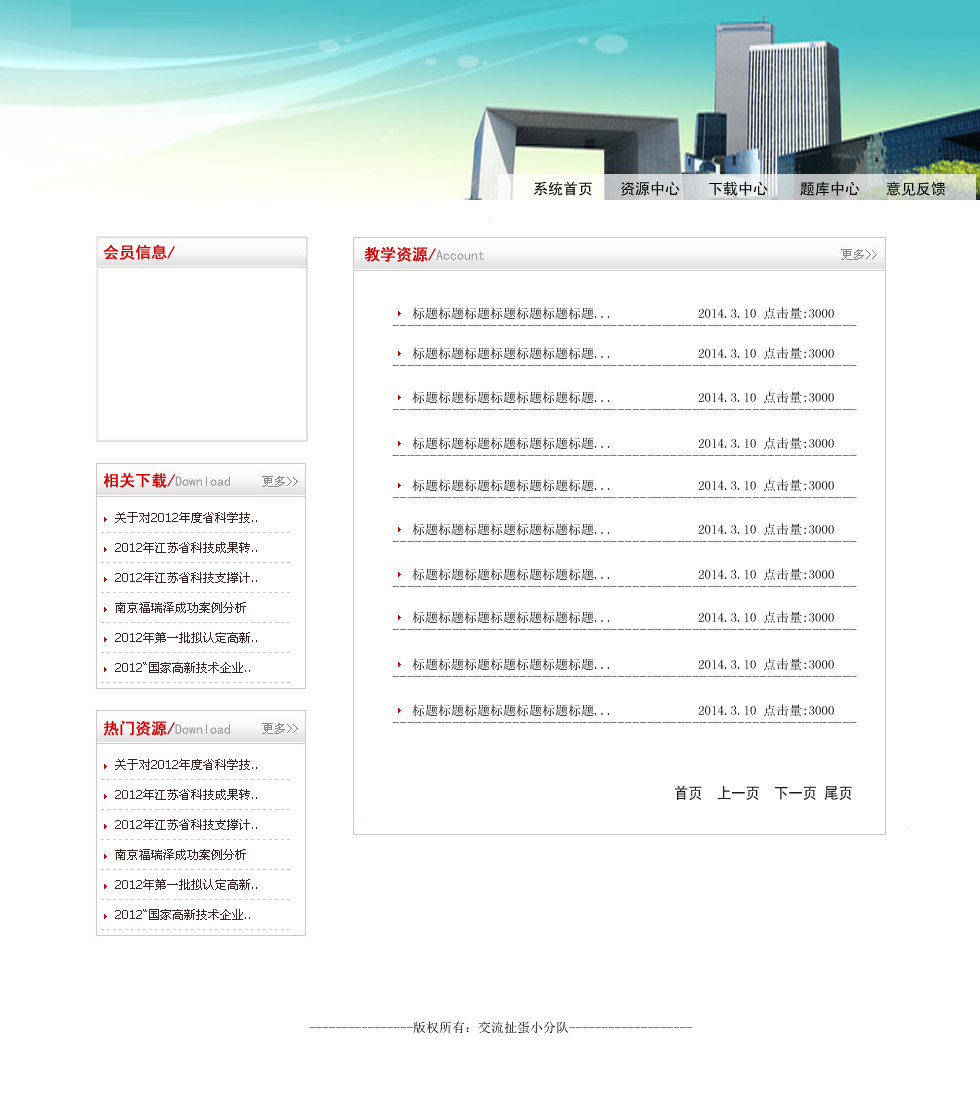 系统首页 资源中心 下载中心 题库中心 意见反馈
会员信息/
相关下载/Download 更多>>
关于对2012年度省科学技..
2012年江苏省科技成果转..
2012年江苏省科技支撑计..
南京福瑞泽成功案例分析
2012年第一批拟认定高新..
2012“国家高新技术企业..
热门资源/Download 更多>>
关于对2012年度省科学技..
2012年江苏省科技成果转..
2012年江苏省科技支撑计..
南京福瑞泽成功案例分析
2012年第一批拟认定高新..
2012“国家高新技术企业..
教学资源/Account 更多>>
标题标题标题标题标题标题标题... 2014.3.10 点击量:3000
标题标题标题标题标题标题标题... 2014.3.10 点击量:3000
标题标题标题标题标题标题标题... 2014.3.10 点击量:3000
标题标题标题标题标题标题标题... 2014.3.10 点击量:3000
标题标题标题标题标题标题标题... 2014.3.10 点击量:3000
标题标题标题标题标题标题标题... 2014.3.10 点击量:3000
标题标题标题标题标题标题标题... 2014.3.10 点击量:3000
标题标题标题标题标题标题标题... 2014.3.10 点击量:3000
标题标题标题标题标题标题标题... 2014.3.10 点击量:3000
标题标题标题标题标题标题标题... 2014.3.10 点击量:3000
首页 上一页 下一页 尾页
----------------版权所有: 交流扯蛋小分队-------------------